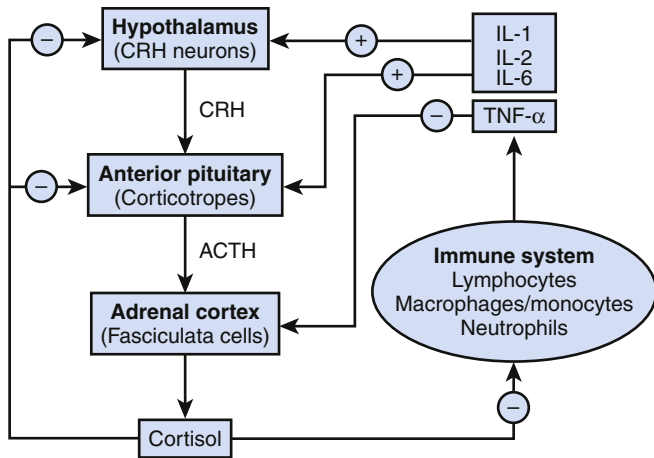 Hypothalamus
(CRH neurons)
−
+
IL-1
IL-2
IL-6
+
CRH
−
TNF-α
Anterior pituitary
(Corticotropes)
−
ACTH
Immune system
Lymphocytes
Macrophages/monocytes
Neutrophils
Adrenal cortex
(Fasciculata cells)
−
Cortisol